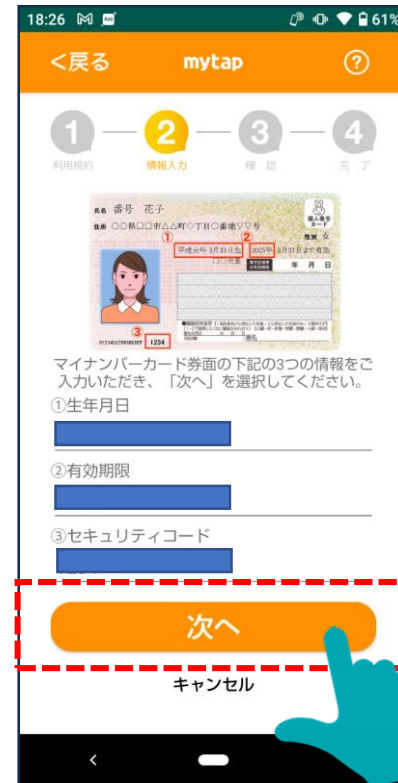 18:26 61%
<戻る mytap ?
1 2 3 4
利用規約 情報入力 確 認 完 了
氏名 番号 花子
個人番号カード
住所 ○○県□□市△△町◇丁目○番地▽▽号
性別 女
① ②
平成元年 3月31日生 2025年 3月31日まで有効
□□市長
年 月 日
③
0123456789ABCDEF 1234
マイナンバーカード券面の下記の3つの情報をご
入力いただき、「次へ」を選択してください。
①生年月日
②有効期限
③セキュリティコード
次へ
キャンセル